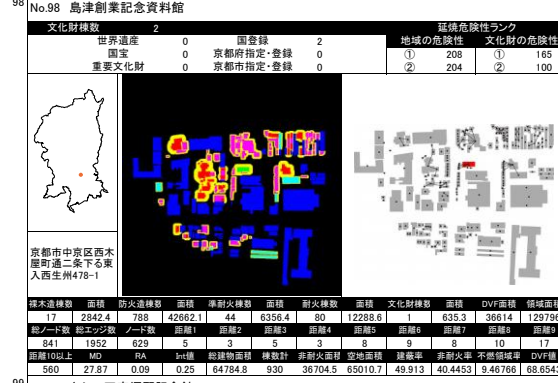 98
No.98 島津創業記念資料館
文化財棟数 2 延焼危険性ランク
世界遺産 0 国登録 2 地域の危険性 文化財の危険性
国宝 0 京都府指定・登録 0 ① 208 ① 165
重要文化財 0 京都市指定・登録 0 ② 204 ② 100
京都市中京区西木
屋町通二条下る東
入西生州478-1
裸木造棟数 面積 防火造棟数 面積 準耐火棟数 面積 耐火棟数 面積 文化財棟数 面積 DVF面積 領域面積
17 2842.4 788 42662.1 44 6356.4 80 12288.6 1 635.3 36614 129796
総ノード数 総エッジ数 ノード数 距離1 距離2 距離3 距離4 距離5 距離6 距離7 距離8 距離9
841 1952 629 5 3 5 3 8 9 8 10 17
距離10以上 MD RA Int値 総建物面積 棟数計 非耐火面積 空地面積 建蔽率 非耐火率 不燃領域率 DVF値
560 27.87 0.09 0.25 64784.8 930 36704.5 65010.7 49.913 40.4453 9.46766 68.654
99